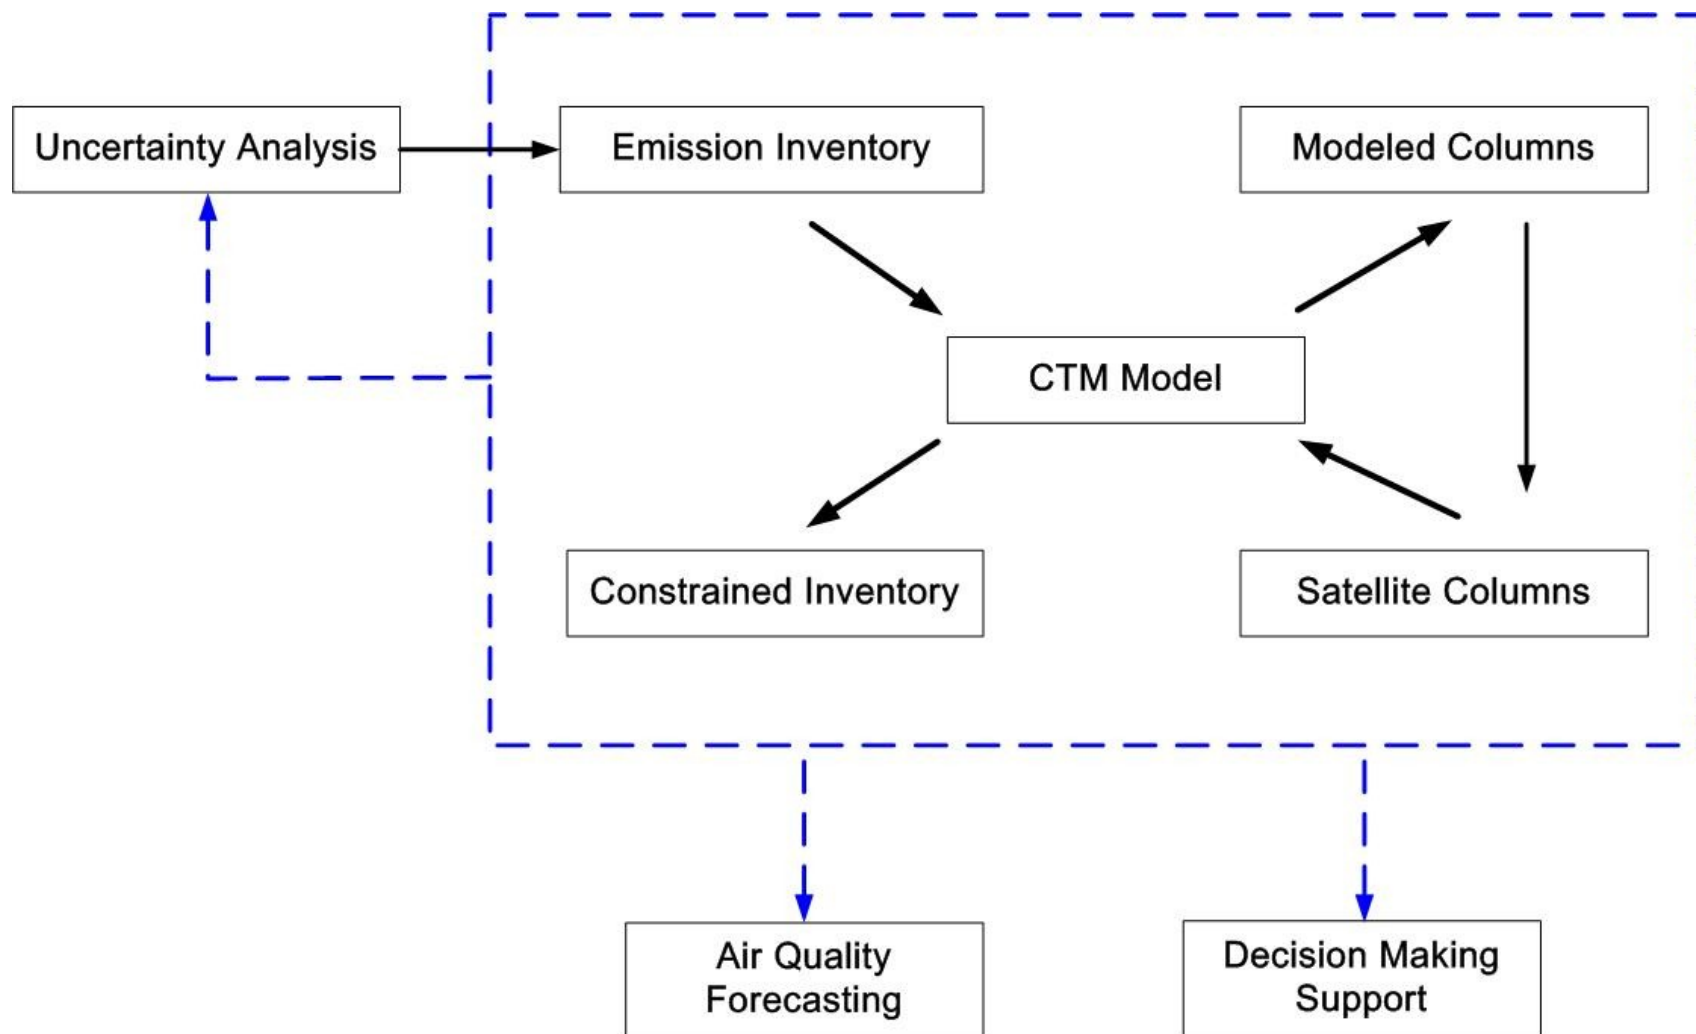 Uncertainty Analysis
Emission Inventory
Modeled Columns
CTM Model
Constrained Inventory
Satellite Columns
Air Quality
Forecasting
Decision Making
Support